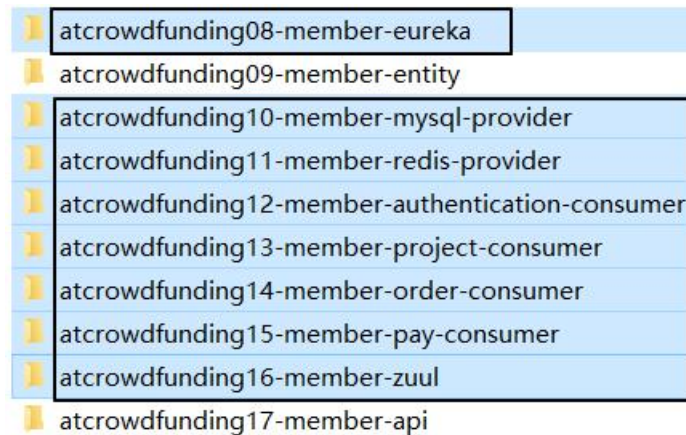 atcrowdfunding08-member-eureka
atcrowdfunding09-member-entity
atcrowdfunding10-member-mysql-provider
atcrowdfunding11-member-redis-provider
atcrowdfunding12-member-authentication-consumer
atcrowdfunding13-member-project-consumer
atcrowdfunding14-member-order-consumer
atcrowdfunding15-member-pay-consumer
atcrowdfunding16-member-zuul
atcrowdfunding17-member-api